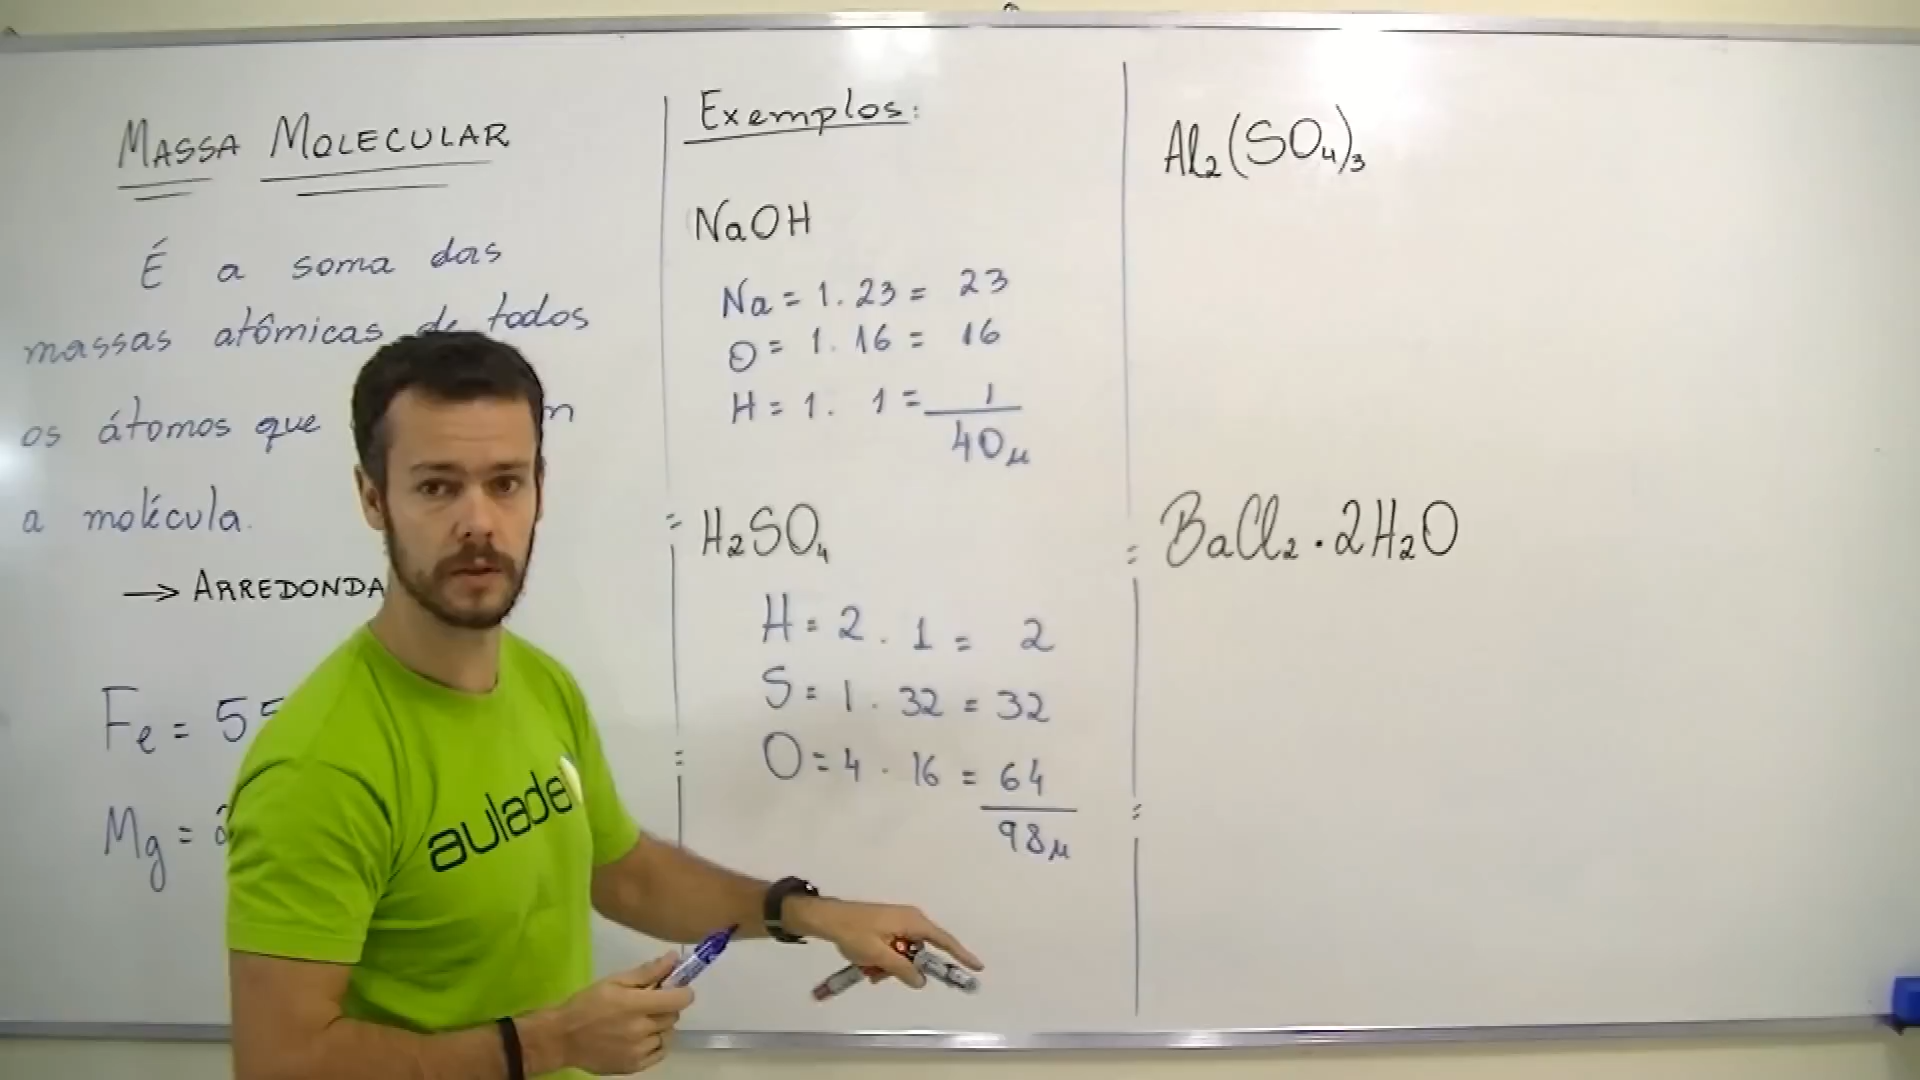 MASSA MOLECULAR
É a soma das
massas atômicas de todos
os átomos que
a molécula.
→ ARREDONDA
Fe = 55
Mg = 2
aulade
Exemplos:
NaOH
Na = 1 . 23 = 23
O = 1 . 16 = 16
H = 1 . 1 = 1
40μ
H₂SO₄
H = 2 . 1 = 2
S = 1 . 32 = 32
O = 4 . 16 = 64
98μ
Al₂(SO₄)₃
BaCl₂ . 2H₂O